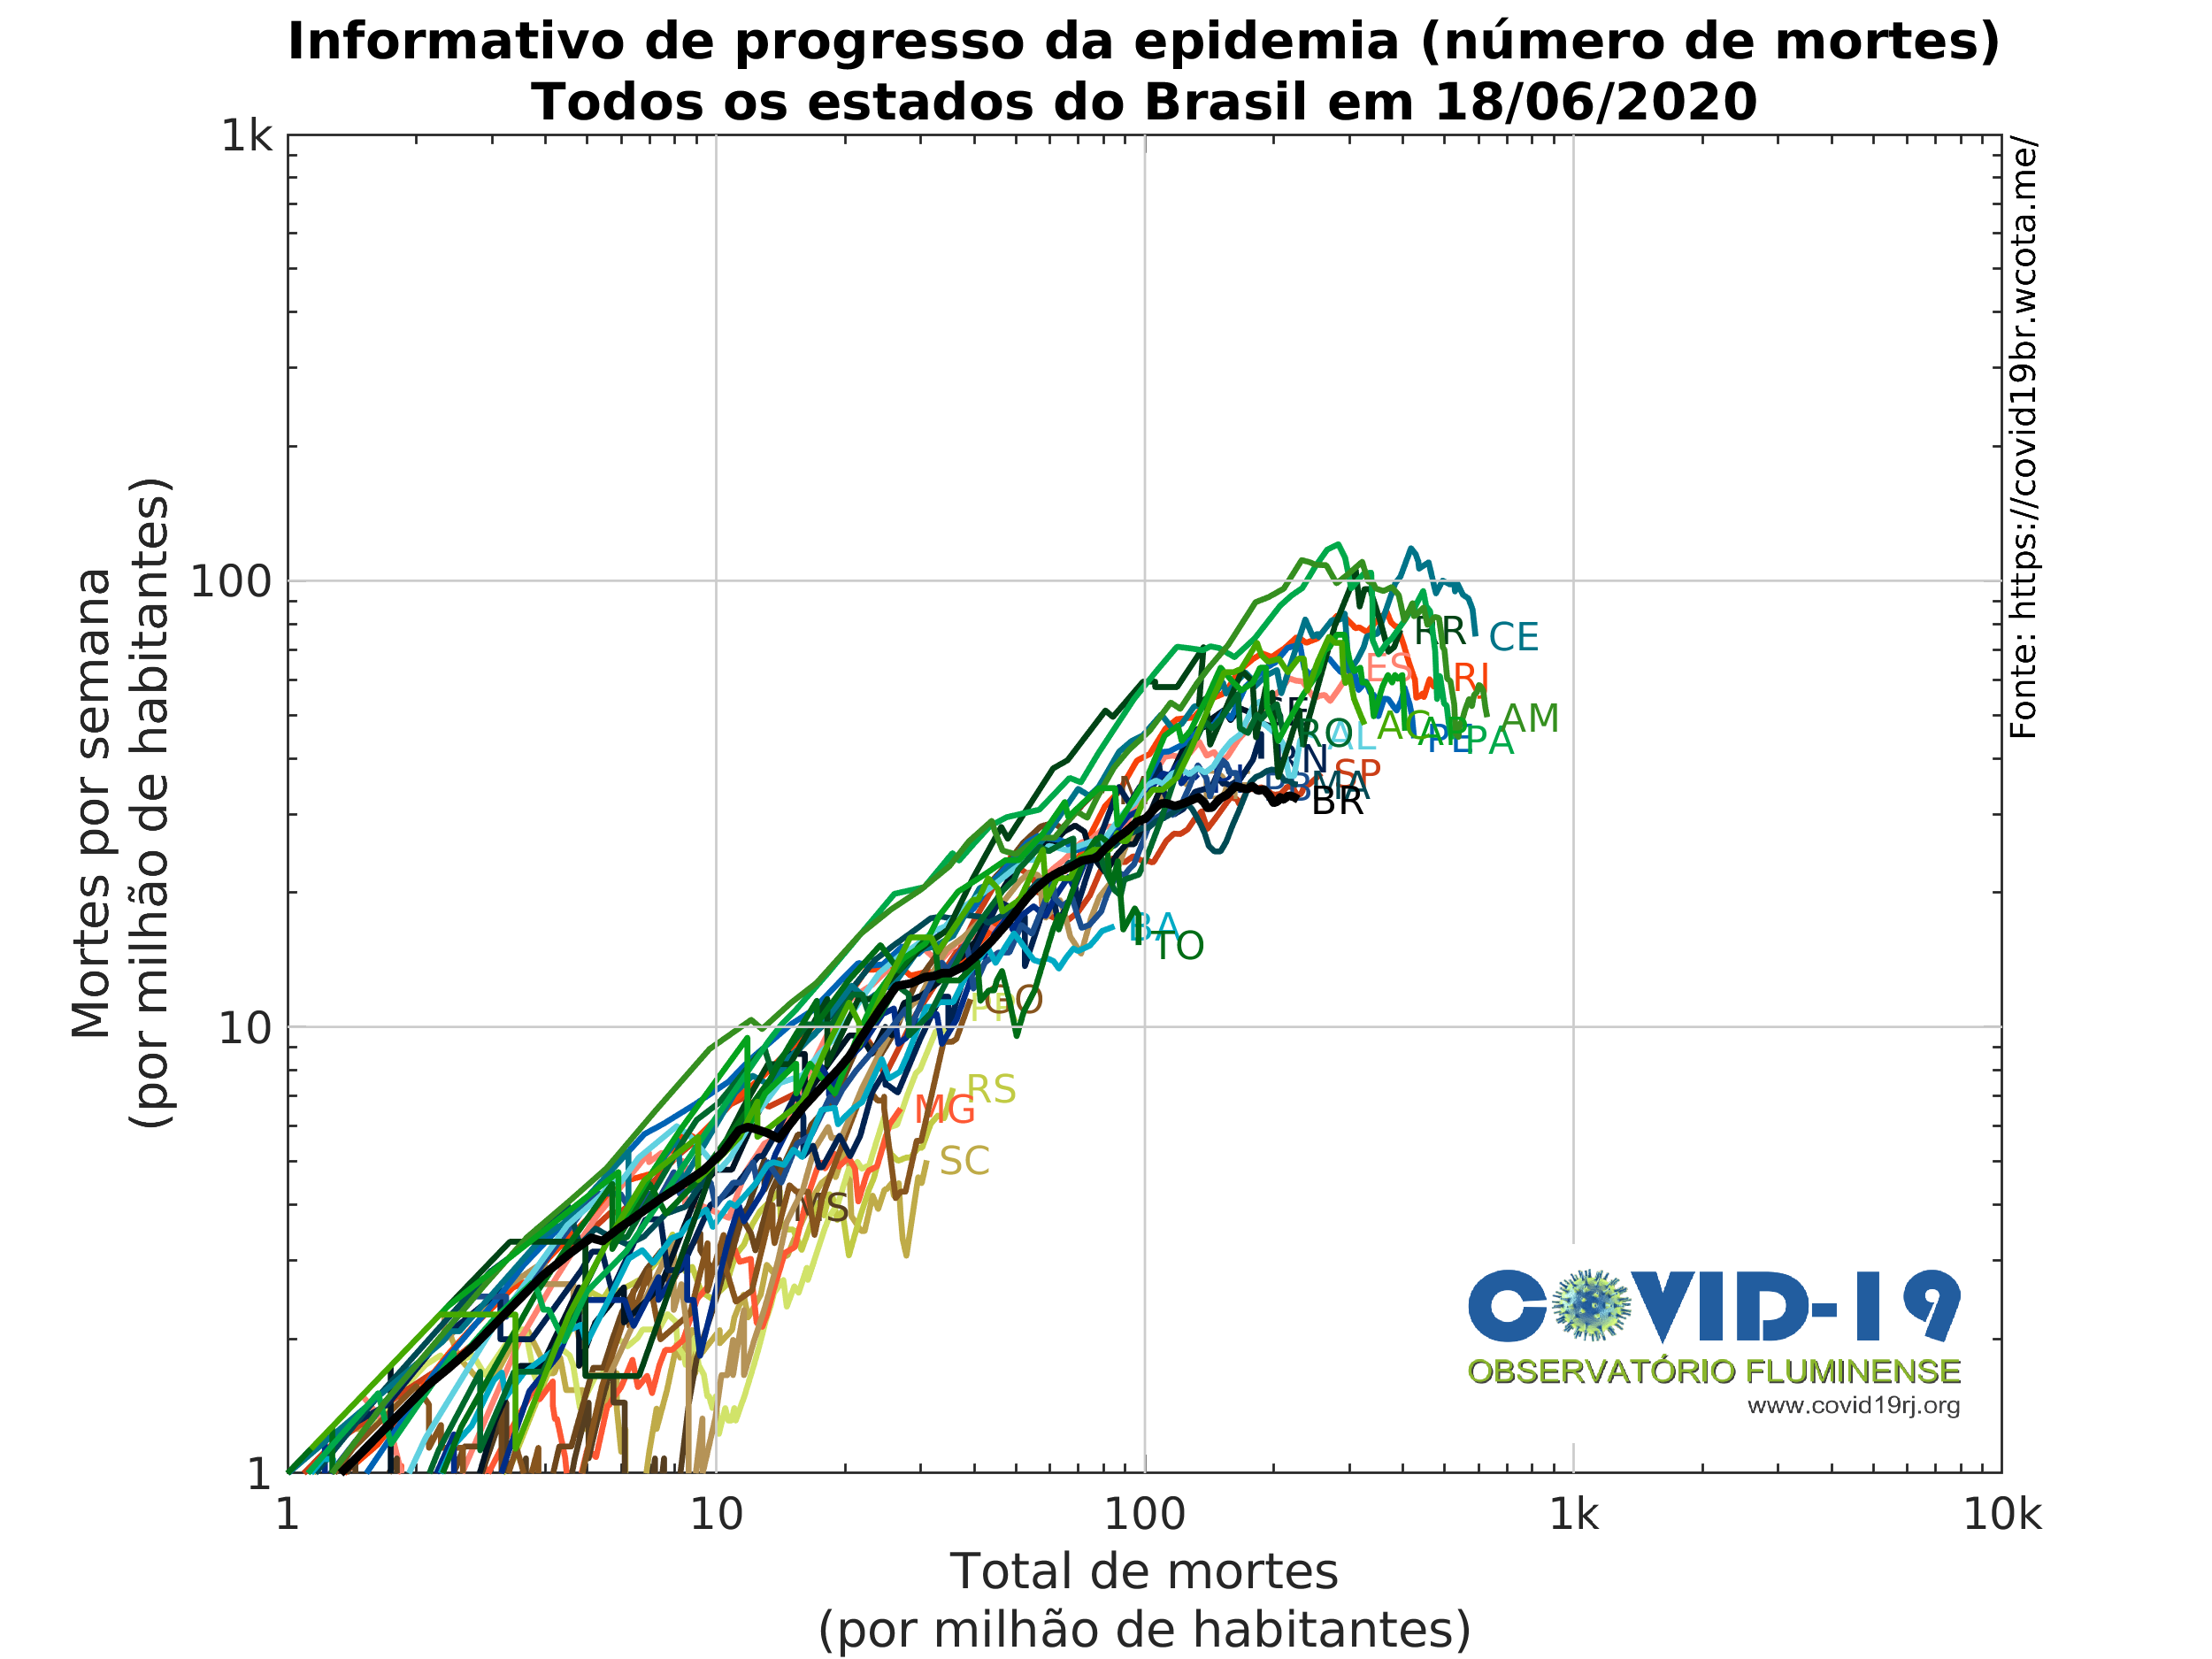 Informativo de progresso da epidemia (número de mortes)
Todos os estados do Brasil em 18/06/2020
1k
100
10
1
1
10
100
1k
10k
Mortes por semana
(por milhão de habitantes)
Total de mortes
(por milhão de habitantes)
Fonte: https://covid19br.wcota.me/
RR
CE
ES
RJ
AM
AC
AP
PE
PA
RO
AL
RN
SP
MA
BR
BA
TO
GO
RS
MG
SC
MS
COVID-19
OBSERVATÓRIO FLUMINENSE
www.covid19rj.org